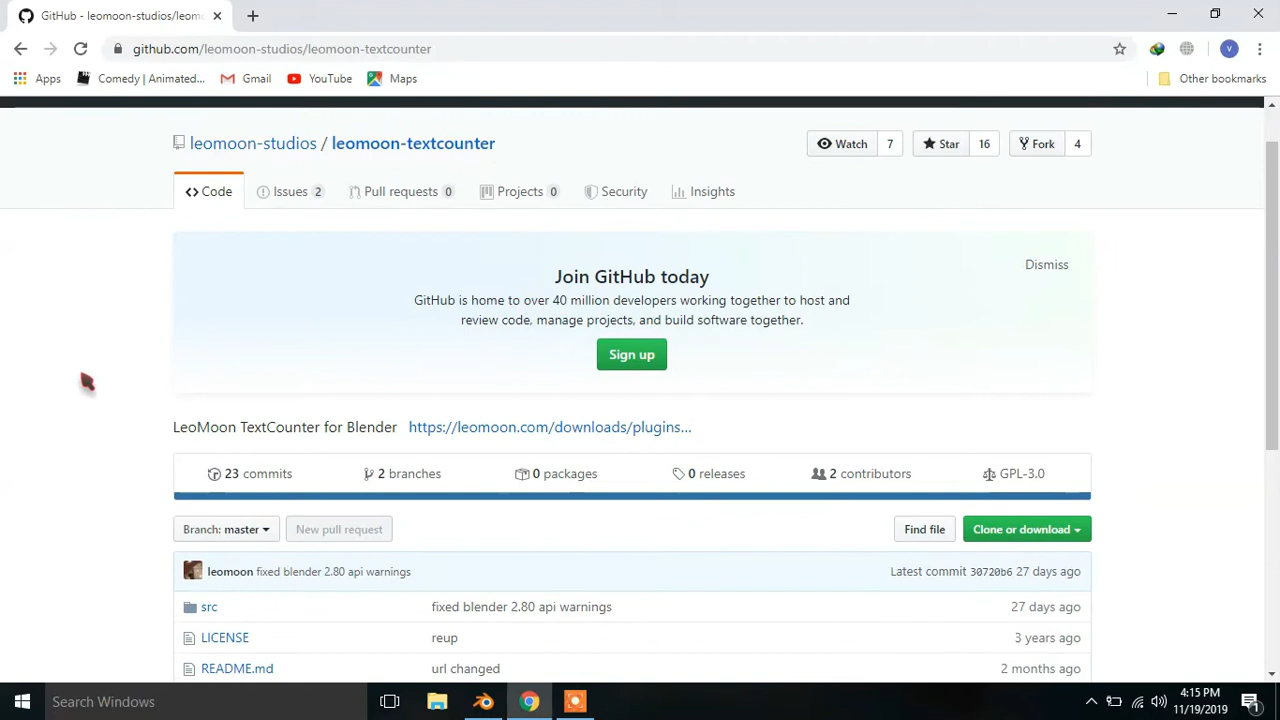 GitHub - leomoon-studios/leomo
github.com/leomoon-studios/leomoon-textcounter
V
Apps
Comedy | Animated...
Gmail
YouTube
Maps
Other bookmarks
leomoon-studios / leomoon-textcounter
Watch 7
Star 16
Fork 4
Code
Issues 2
Pull requests 0
Projects 0
Security
Insights
Join GitHub today
Dismiss
GitHub is home to over 40 million developers working together to host and
review code, manage projects, and build software together.
Sign up
LeoMoon TextCounter for Blender https://leomoon.com/downloads/plugins...
23 commits
2 branches
0 packages
0 releases
2 contributors
GPL-3.0
Branch: master
New pull request
Find file
Clone or download
leomoon fixed blender 2.80 api warnings
Latest commit 30720b6 27 days ago
src fixed blender 2.80 api warnings 27 days ago
LICENSE reup 3 years ago
README.md url changed 2 months ago
Search Windows
4:15 PM
11/19/2019
1